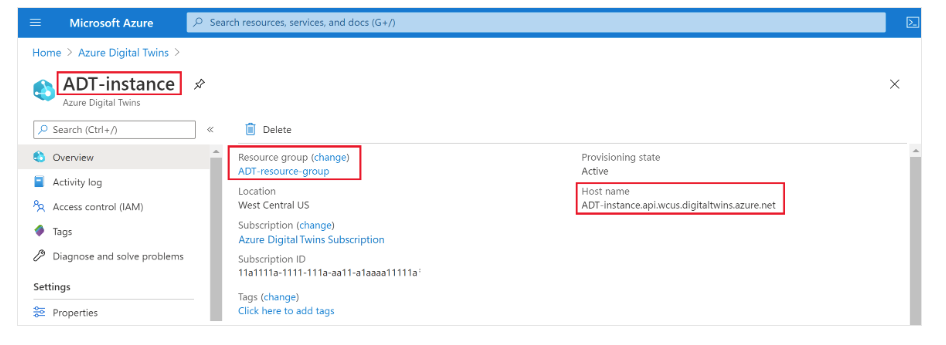 Microsoft Azure
Search resources, services, and docs (G+/)
Home > Azure Digital Twins >
ADT-instance
Azure Digital Twins
Search (Ctrl+/)
«
Delete
Overview
Activity log
Access control (IAM)
Tags
Diagnose and solve problems
Settings
Properties
Resource group (change)
ADT-resource-group
Location
West Central US
Subscription (change)
Azure Digital Twins Subscription
Subscription ID
11a1111a-1111-111a-aa11-a1aaaa11111a
Tags (change)
Click here to add tags
Provisioning state
Active
Host name
ADT-instance.api.wcus.digitaltwins.azure.net